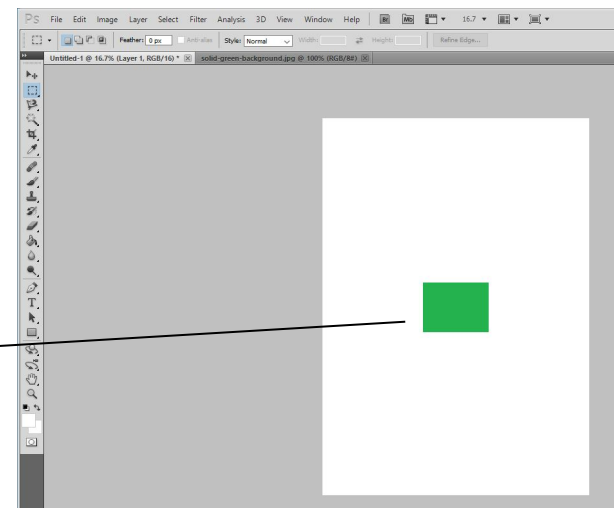 PS File Edit Image Layer Select Filter Analysis 3D View Window Help Br Mb 16.7
Feather: 0 px Anti-alias Style: Normal Width: Height: Refine Edge...
Untitled-1 @ 16.7% (Layer 1, RGB/16) * solid-green-background.jpg @ 100% (RGB/8#)
T